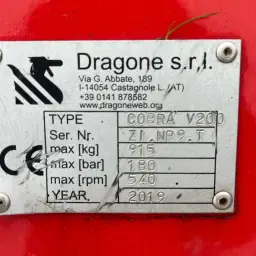 Dragone s.r.l.
Via G. Abbate, 189
I-14054 Castagnole L. (AT)
+39 0141 878562
www.dragoneweb.org
TYPE COBRA V200
Ser. Nr.
max [kg] 915
max [bar] 180
max [rpm] 540
YEAR 2019
CE